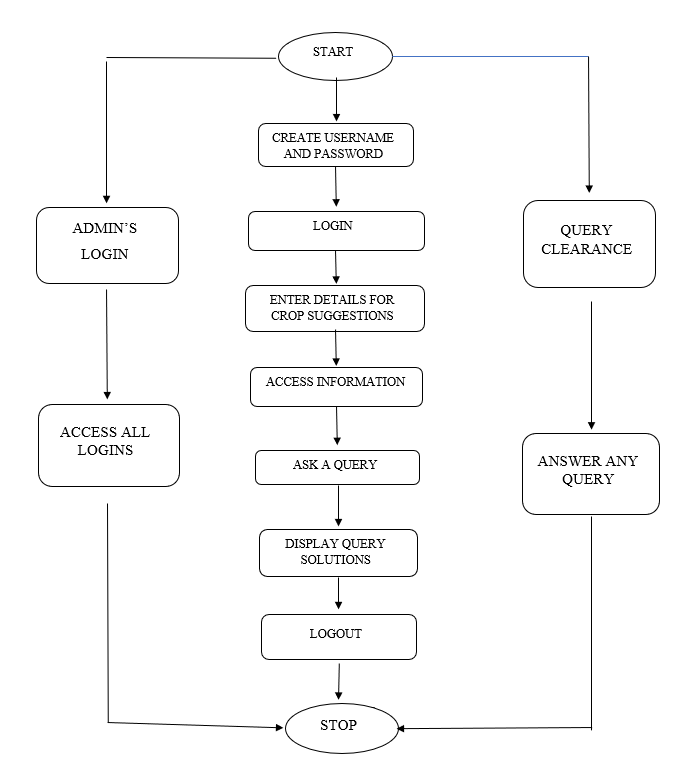 START
CREATE USERNAME
AND PASSWORD
LOGIN
ENTER DETAILS FOR
CROP SUGGESTIONS
ACCESS INFORMATION
ASK A QUERY
DISPLAY QUERY
SOLUTIONS
LOGOUT
ADMIN’S
LOGIN
ACCESS ALL
LOGINS
QUERY
CLEARANCE
ANSWER ANY
QUERY
STOP